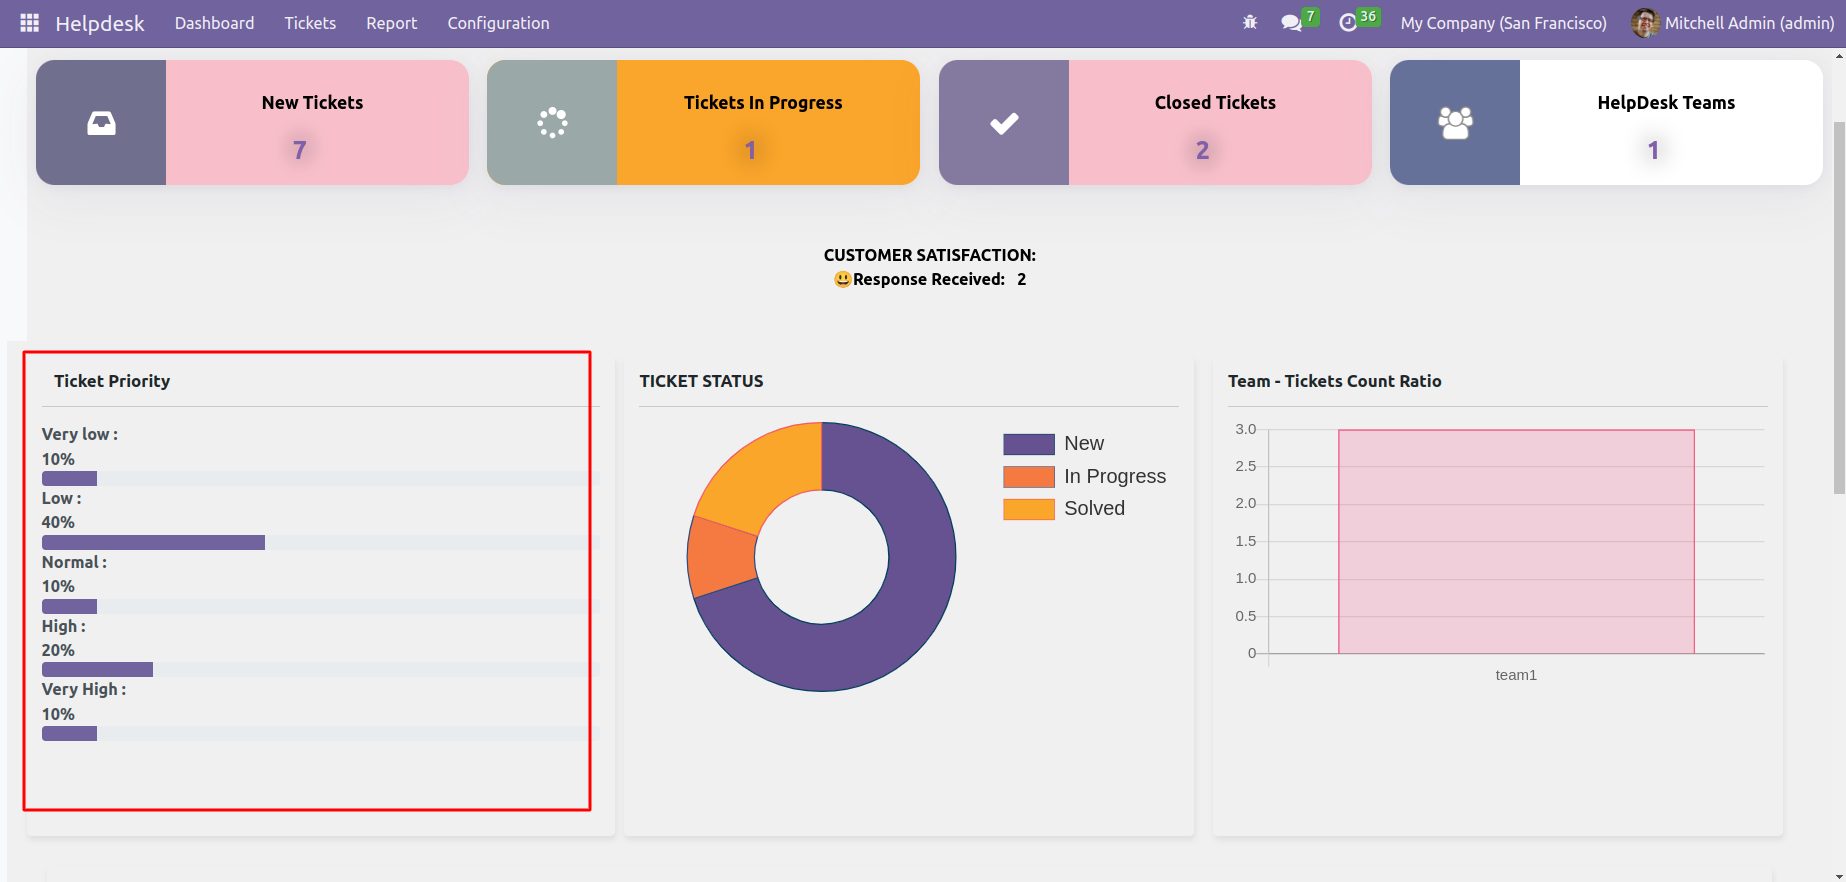 Helpdesk Dashboard Tickets Report Configuration 7 36 My Company (San Francisco) Mitchell Admin (admin)
New Tickets
7
Tickets In Progress
1
Closed Tickets
2
HelpDesk Teams
1
CUSTOMER SATISFACTION:
😃Response Received: 2
Ticket Priority
Very low :
10%
Low :
40%
Normal :
10%
High :
20%
Very High :
10%
TICKET STATUS
New
In Progress
Solved
Team - Tickets Count Ratio
3.0
2.5
2.0
1.5
1.0
0.5
0
team1